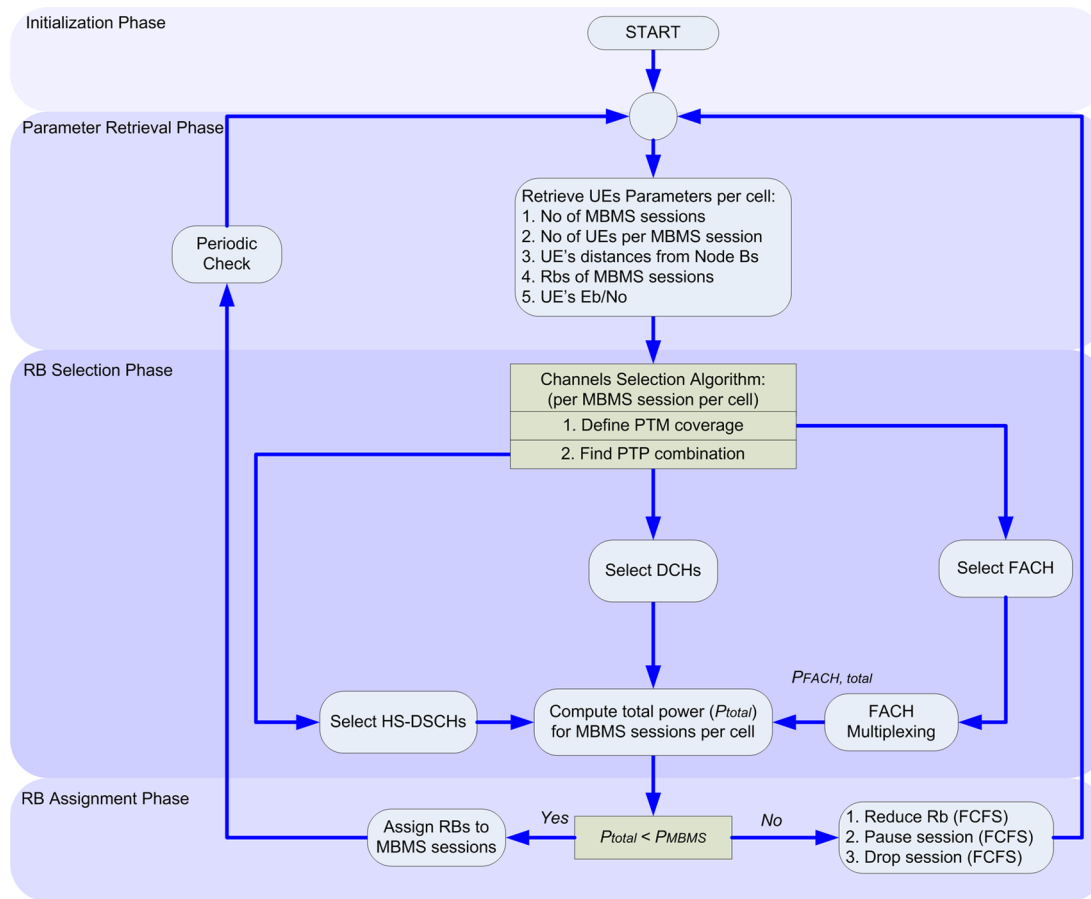 Initialization Phase
START
Parameter Retrieval Phase
Retrieve UEs Parameters per cell:
1. No of MBMS sessions
2. No of UEs per MBMS session
3. UE's distances from Node Bs
4. Rbs of MBMS sessions
5. UE's Eb/No
Periodic
Check
RB Selection Phase
Channels Selection Algorithm:
(per MBMS session per cell)
1. Define PTM coverage
2. Find PTP combination
Select DCHs
Select FACH
PFACH, total
Select HS-DSCHs
Compute total power (Ptotal)
for MBMS sessions per cell
FACH
Multiplexing
RB Assignment Phase
Assign RBs to
MBMS sessions
Yes
Ptotal < PMBMS
No
1. Reduce Rb (FCFS)
2. Pause session (FCFS)
3. Drop session (FCFS)